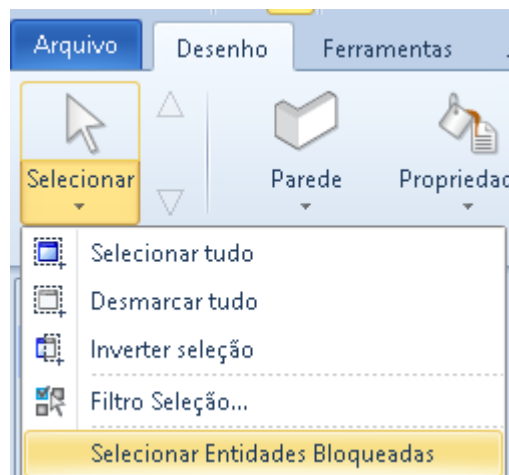 Arquivo Desenho Ferramentas
Selecionar Parede
Selecionar tudo
Desmarcar tudo
Inverter seleção
Filtro Seleção...
Selecionar Entidades Bloqueadas